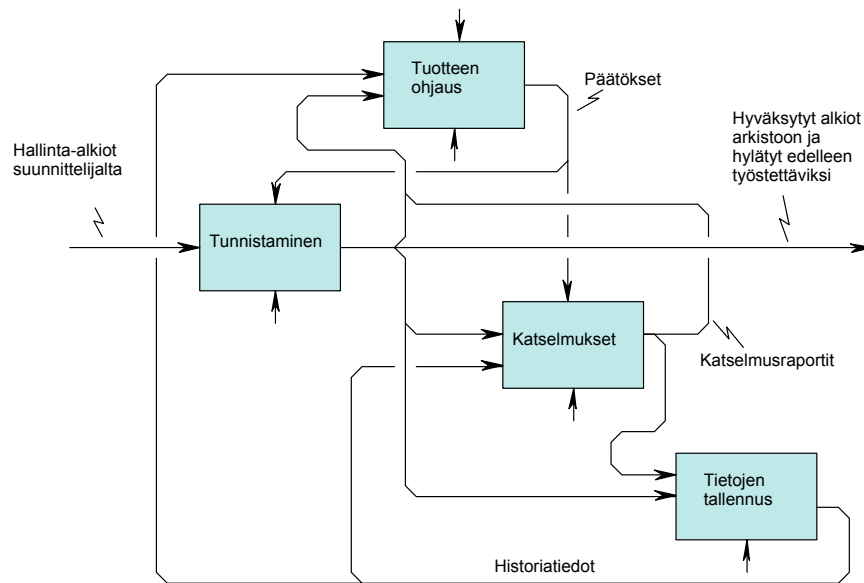 Tuotteen
ohjaus
Päätökset
Hyväksytyt alkiot
arkistoon ja
hylätyt edelleen
työstettäviksi
Hallinta-alkiot
suunnittelijalta
Tunnistaminen
Katselmukset
Katselmusraportit
Tietojen
tallennus
Historiatiedot